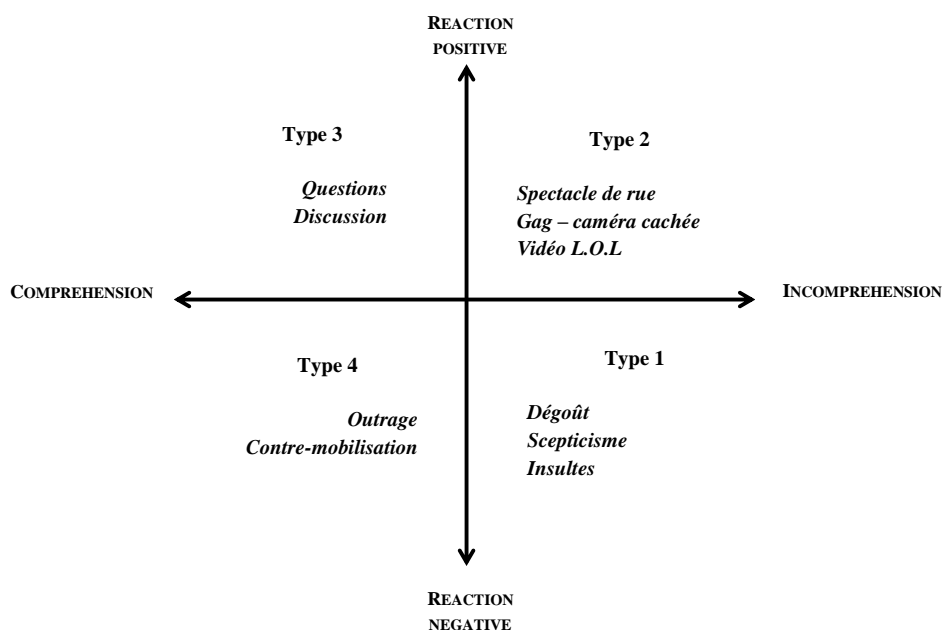 REACTION
POSITIVE
Type 3
Type 2
Questions
Discussion
Spectacle de rue
Gag – caméra cachée
Vidéo L.O.L
COMPREHENSION
INCOMPREHENSION
Type 4
Type 1
Outrage
Contre-mobilisation
Dégoût
Scepticisme
Insultes
REACTION
NEGATIVE